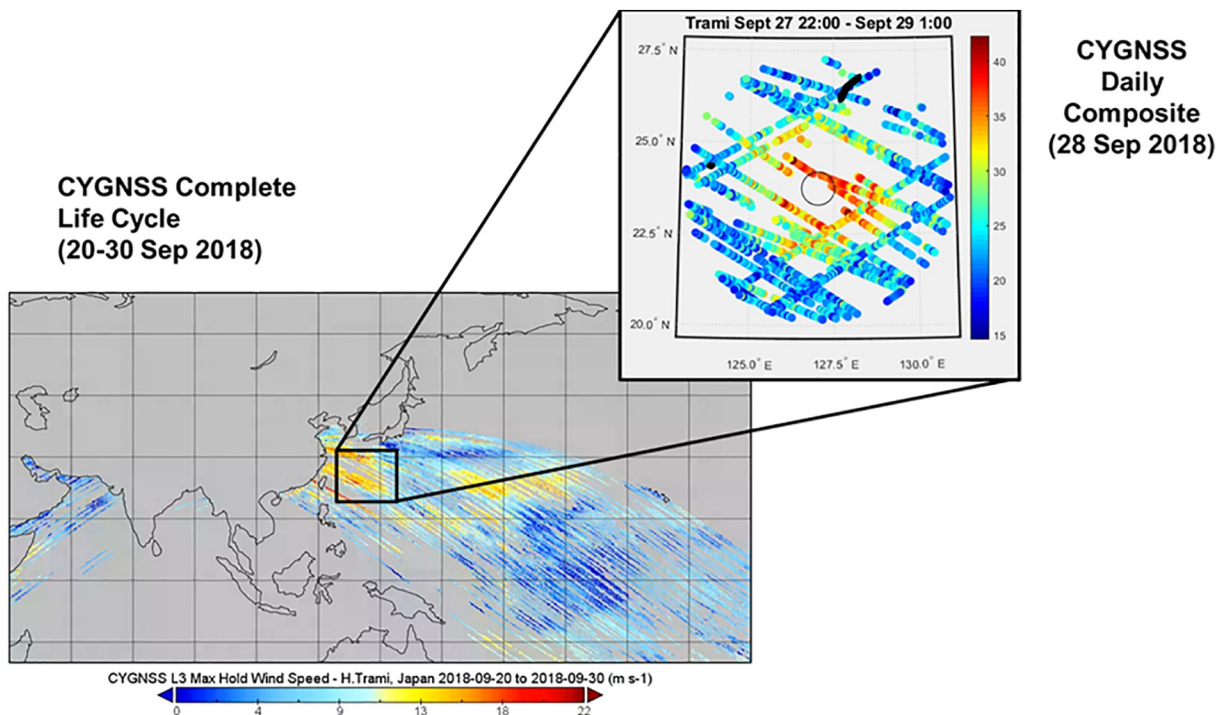 Trami Sept 27 22:00 - Sept 29 1:00
27.5° N
25.0° N
22.5° N
20.0° N
125.0° E
127.5° E
130.0° E
40
35
30
25
20
15
CYGNSS
Daily
Composite
(28 Sep 2018)
CYGNSS Complete
Life Cycle
(20-30 Sep 2018)
CYGNSS L3 Max Hold Wind Speed - H.Trami, Japan 2018-09-20 to 2018-09-30 (m s-1)
0 4 9 13 18 22